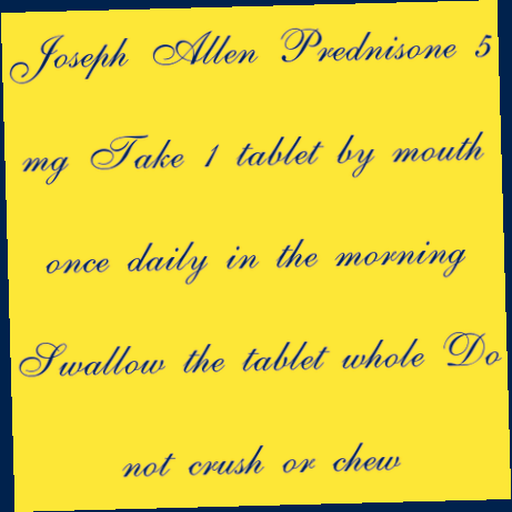 Joseph Allen Prednisone 5
mg Take 1 tablet by mouth
once daily in the morning
Swallow the tablet whole Do
not crush or chew